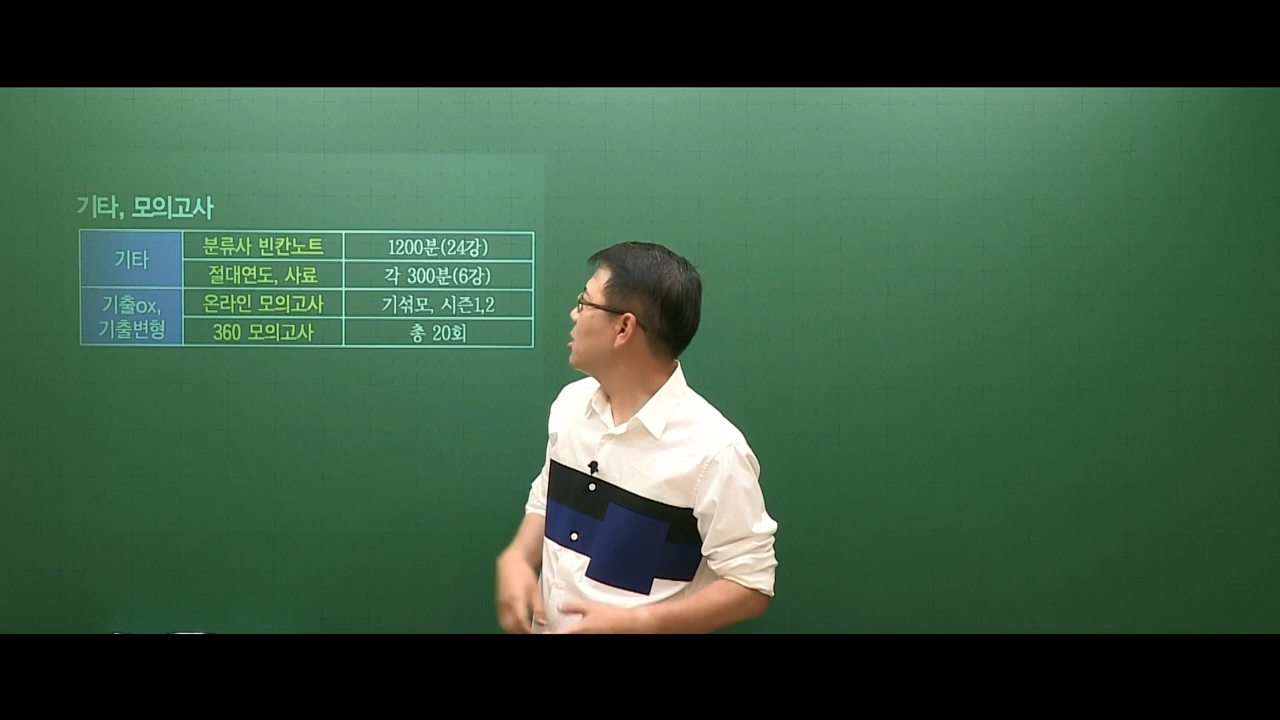 기타, 모의고사
기타
분류사 빈칸노트
1200분(24강)
절대연도, 사료
각 300분(6강)
기출ox,
기출변형
온라인 모의고사
기섞모, 시즌1,2
360 모의고사
총 20회